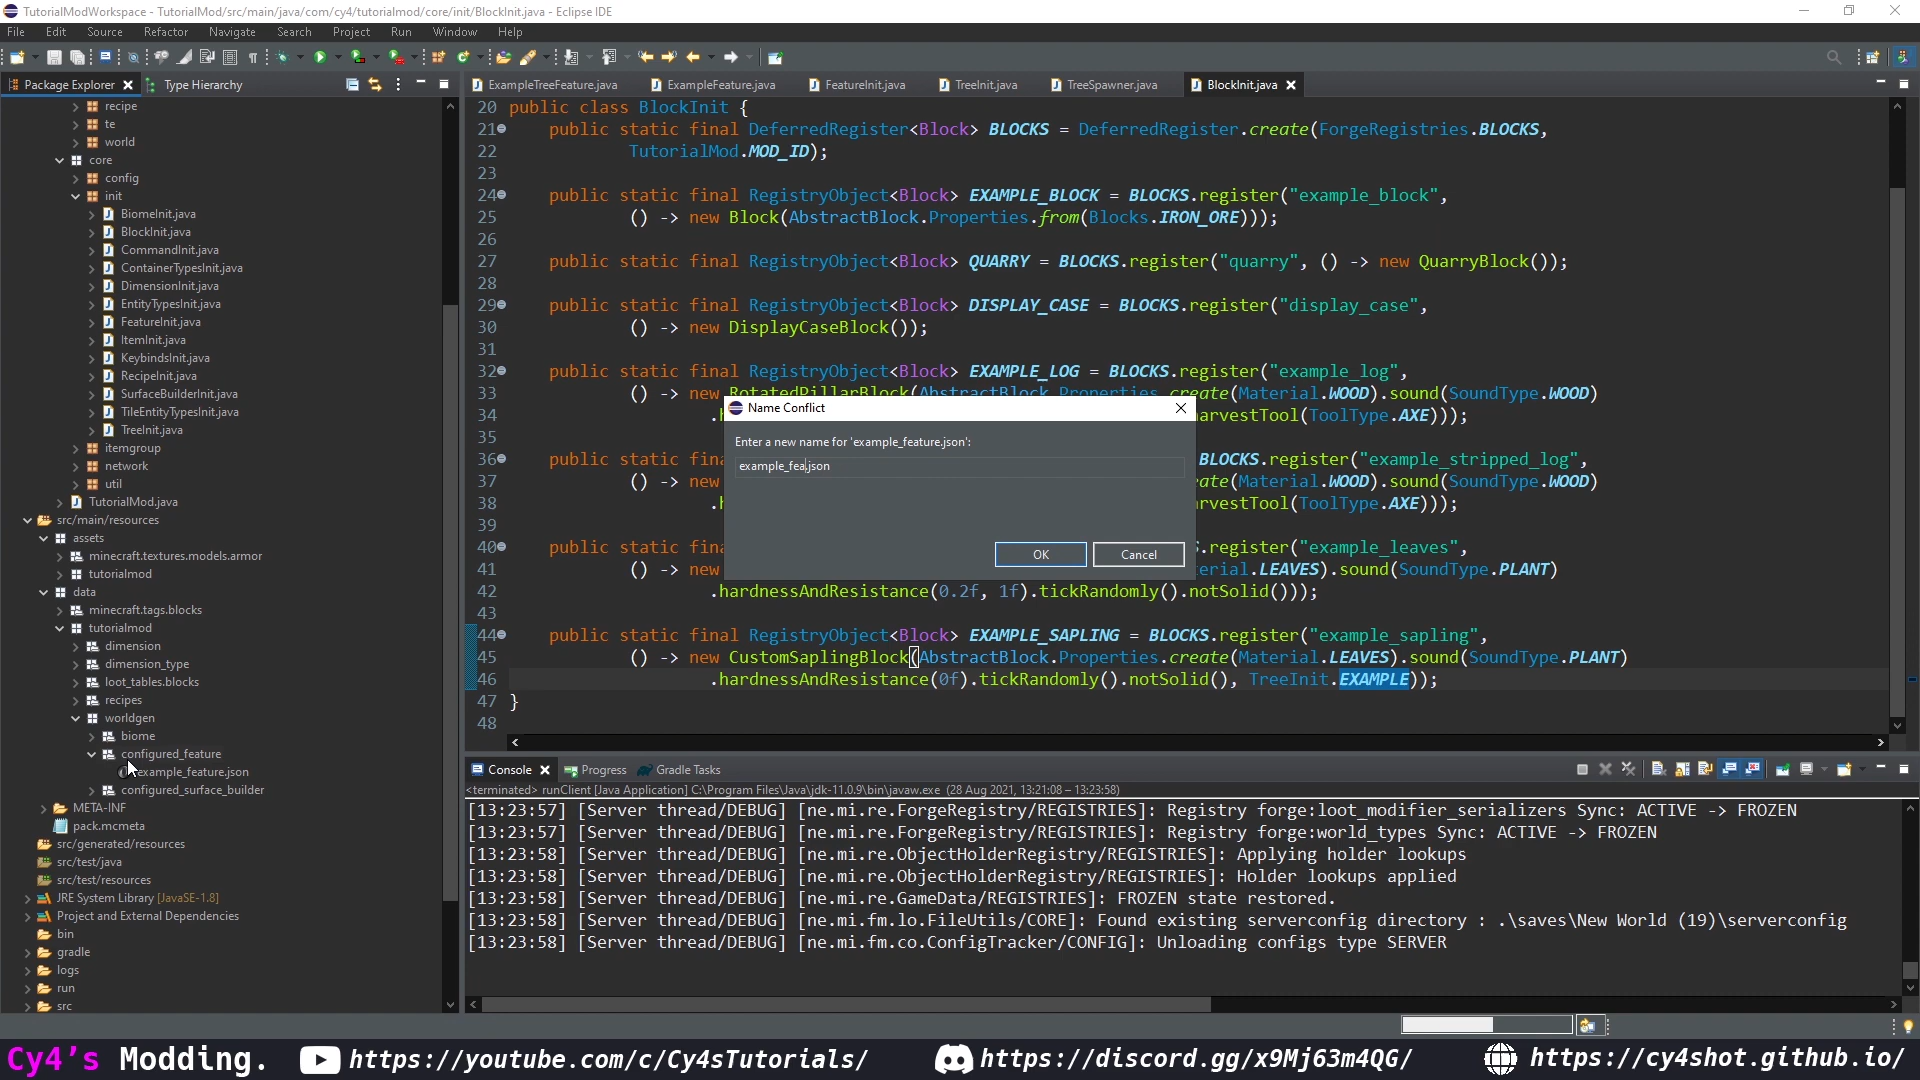 TutorialModWorkspace - TutorialMod/src/main/java/com/cy4/tutorialmod/core/init/BlockInit.java - Eclipse IDE
File Edit Source Refactor Navigate Search Project Run Window Help
Package Explorer Type Hierarchy
recipe
te
world
core
config
init
BiomeInit.java
BlockInit.java
CommandInit.java
ContainerTypesInit.java
DimensionInit.java
EntityTypesInit.java
FeatureInit.java
ItemInit.java
KeybindsInit.java
RecipeInit.java
SurfaceBuilderInit.java
TileEntityTypesInit.java
TreeInit.java
itemgroup
network
util
TutorialMod.java
src/main/resources
assets
minecraft.textures.models.armor
tutorialmod
data
minecraft.tags.blocks
tutorialmod
dimension
dimension_type
loot_tables.blocks
recipes
worldgen
biome
configured_feature
example_feature.json
configured_surface_builder
META-INF
pack.mcmeta
src/generated/resources
src/test/java
src/test/resources
JRE System Library [JavaSE-1.8]
Project and External Dependencies
bin
gradle
logs
run
src
ExampleTreeFeature.java ExampleFeature.java FeatureInit.java TreeInit.java TreeSpawner.java BlockInit.java
20 public class BlockInit {
21 public static final DeferredRegister<Block> BLOCKS = DeferredRegister.create(ForgeRegistries.BLOCKS,
22 TutorialMod.MOD_ID);
23
24 public static final RegistryObject<Block> EXAMPLE_BLOCK = BLOCKS.register("example_block",
25 () -> new Block(AbstractBlock.Properties.from(Blocks.IRON_ORE)));
26
27 public static final RegistryObject<Block> QUARRY = BLOCKS.register("quarry", () -> new QuarryBlock());
28
29 public static final RegistryObject<Block> DISPLAY_CASE = BLOCKS.register("display_case",
30 () -> new DisplayCaseBlock());
31
32 public static final RegistryObject<Block> EXAMPLE_LOG = BLOCKS.register("example_log",
33 () -> new RotatedPillarBlock(AbstractBlock.Properties.create(Material.WOOD).sound(SoundType.WOOD)
34 .h arvestTool(ToolType.AXE)));
35
36 public static fina BLOCKS.register("example_stripped_log",
37 () -> new ate(Material.WOOD).sound(SoundType.WOOD)
38 .h arvestTool(ToolType.AXE)));
39
40 public static fina .register("example_leaves",
41 () -> new erial.LEAVES).sound(SoundType.PLANT)
42 .hardnessAndResistance(0.2f, 1f).tickRandomly().notSolid()));
43
44 public static final RegistryObject<Block> EXAMPLE_SAPLING = BLOCKS.register("example_sapling",
45 () -> new CustomSaplingBlock(AbstractBlock.Properties.create(Material.LEAVES).sound(SoundType.PLANT)
46 .hardnessAndResistance(0f).tickRandomly().notSolid(), TreeInit.EXAMPLE));
47 }
48
Name Conflict
Enter a new name for 'example_feature.json':
example_fea.json
OK Cancel
Console Progress Gradle Tasks
<terminated> runClient [Java Application] C:\Program Files\Java\jdk-11.0.9\bin\javaw.exe (28 Aug 2021, 13:21:08 – 13:23:58)
[13:23:57] [Server thread/DEBUG] [ne.mi.re.ForgeRegistry/REGISTRIES]: Registry forge:loot_modifier_serializers Sync: ACTIVE -> FROZEN
[13:23:57] [Server thread/DEBUG] [ne.mi.re.ForgeRegistry/REGISTRIES]: Registry forge:world_types Sync: ACTIVE -> FROZEN
[13:23:58] [Server thread/DEBUG] [ne.mi.re.ObjectHolderRegistry/REGISTRIES]: Applying holder lookups
[13:23:58] [Server thread/DEBUG] [ne.mi.re.ObjectHolderRegistry/REGISTRIES]: Holder lookups applied
[13:23:58] [Server thread/DEBUG] [ne.mi.re.GameData/REGISTRIES]: FROZEN state restored.
[13:23:58] [Server thread/DEBUG] [ne.mi.fm.lo.FileUtils/CORE]: Found existing serverconfig directory : .\saves\New World (19)\serverconfig
[13:23:58] [Server thread/DEBUG] [ne.mi.fm.co.ConfigTracker/CONFIG]: Unloading configs type SERVER
Cy4's Modding. https://youtube.com/c/Cy4sTutorials/ https://discord.gg/x9Mj63m4QG/ https://cy4shot.github.io/